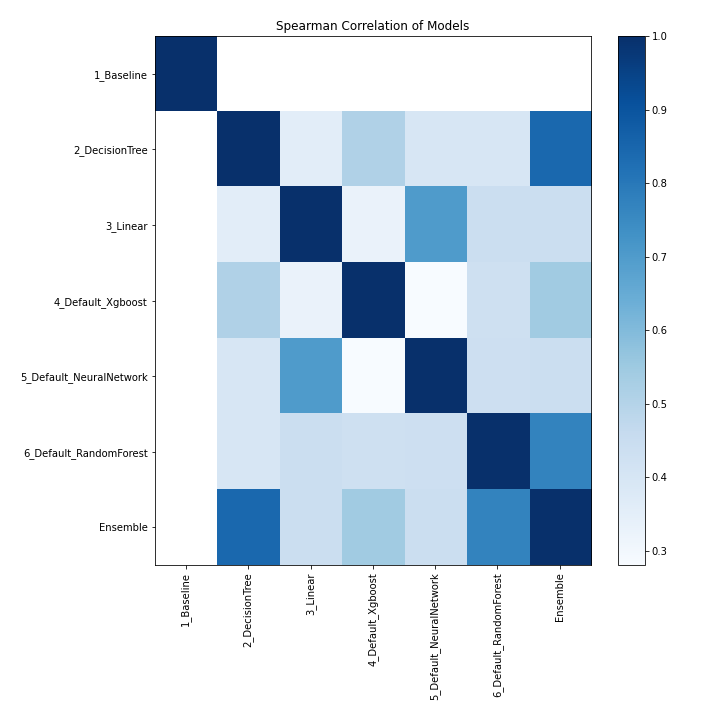 Spearman Correlation of Models
1_Baseline
2_DecisionTree
3_Linear
4_Default_Xgboost
5_Default_NeuralNetwork
6_Default_RandomForest
Ensemble
1_Baseline
2_DecisionTree
3_Linear
4_Default_Xgboost
5_Default_NeuralNetwork
6_Default_RandomForest
Ensemble
1.0
0.9
0.8
0.7
0.6
0.5
0.4
0.3